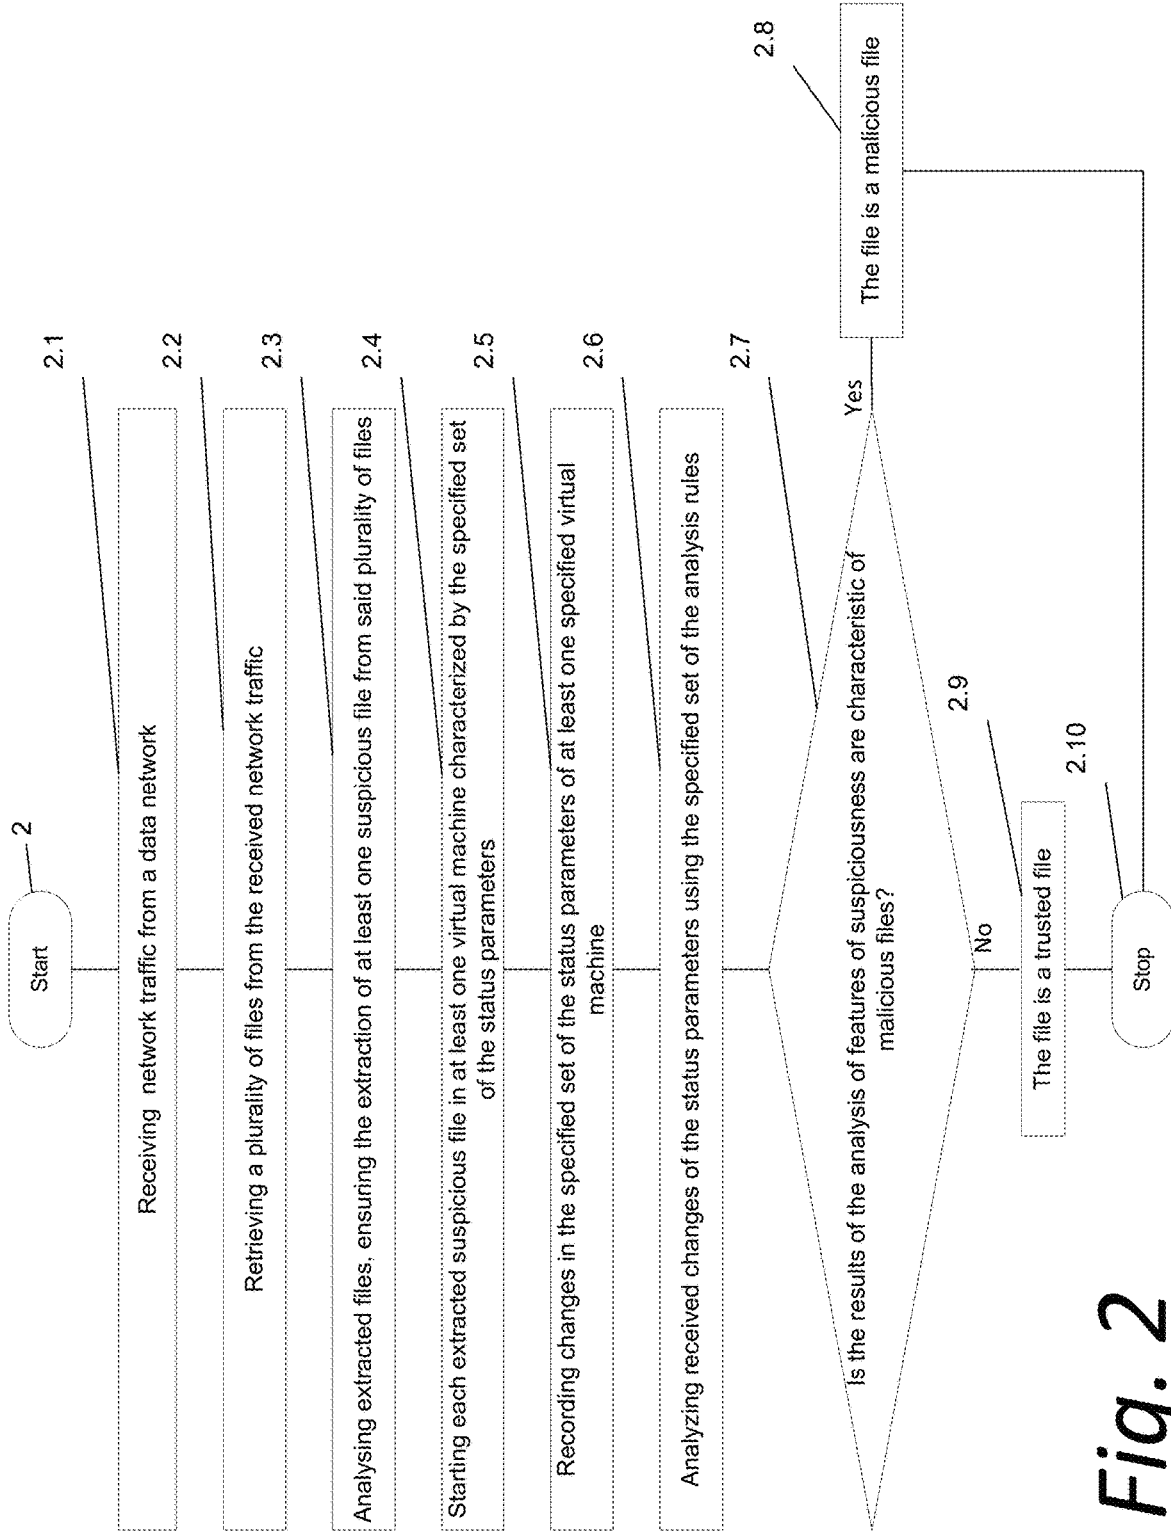 Start
2
2.1
Receiving network traffic from a data network
2.2
Retrieving a plurality of files from the received network traffic
2.3
Analysing extracted files, ensuring the extraction of at least one suspicious file from said plurality of files
2.4
Starting each extracted suspicious file in at least one virtual machine characterized by the specified set
of the status parameters
2.5
Recording changes in the specified set of the status parameters of at least one specified virtual
machine
2.6
Analyzing received changes of the status parameters using the specified set of the analysis rules
2.7
Is the results of the analysis of features of suspiciousness are characteristic of
malicious files?
Yes
2.8
The file is a malicious file
No
2.9
The file is a trusted file
2.10
Stop
Fig. 2